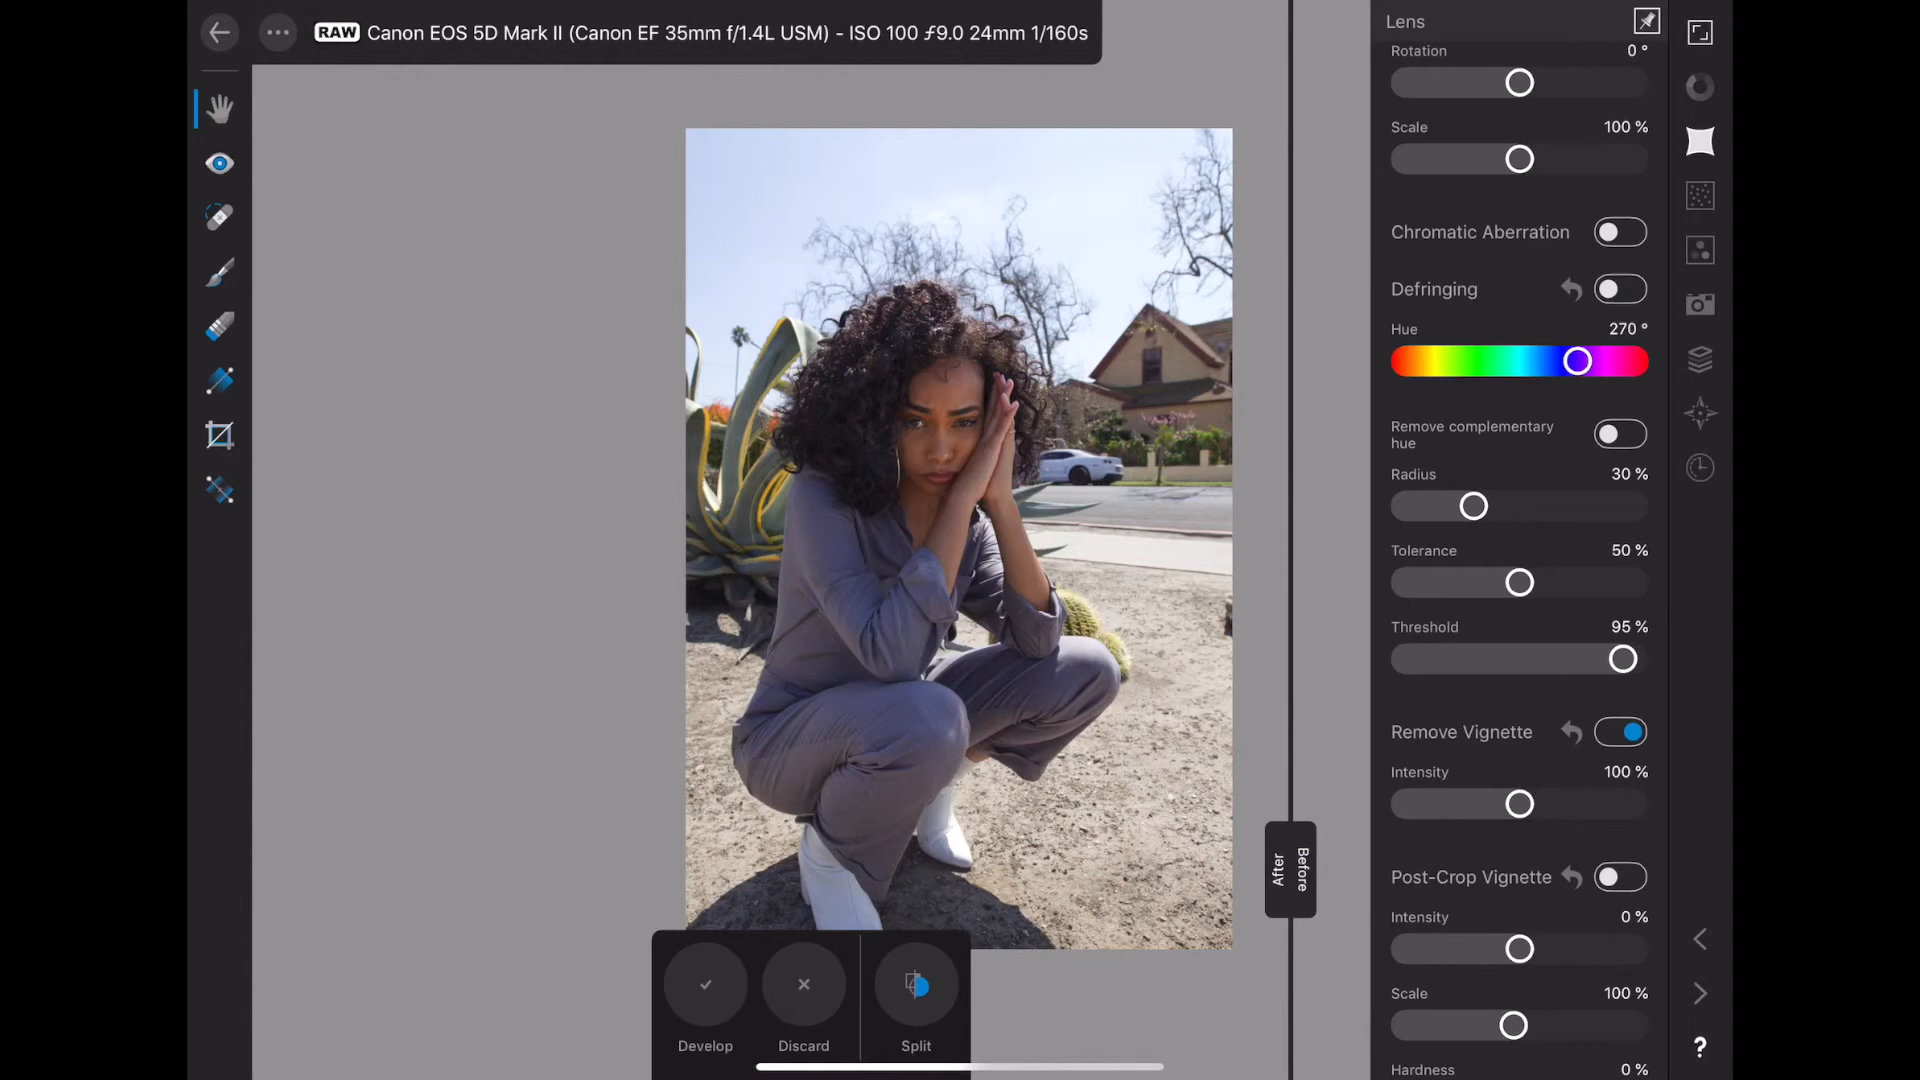 RAW Canon EOS 5D Mark II (Canon EF 35mm f/1.4L USM) - ISO 100 ƒ9.0 24mm 1/160s
Lens
Rotation 0 °
Scale 100 %
Chromatic Aberration
Defringing
Hue 270 °
Remove complementary
hue
Radius 30 %
Tolerance 50 %
Threshold 95 %
Remove Vignette
Intensity 100 %
Post-Crop Vignette
Intensity 0 %
Scale 100 %
Hardness 0 %
After
Before
Develop Discard Split
?